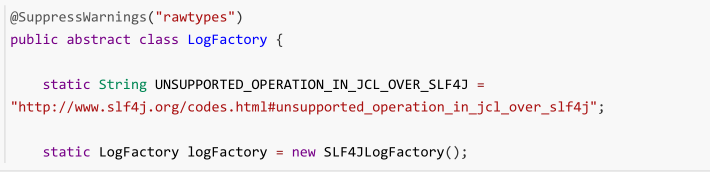 @SuppressWarnings("rawtypes")
public abstract class LogFactory {
static String UNSUPPORTED_OPERATION_IN_JCL_OVER_SLF4J =
"http://www.slf4j.org/codes.html#unsupported_operation_in_jcl_over_slf4j";
static LogFactory logFactory = new SLF4JLogFactory();